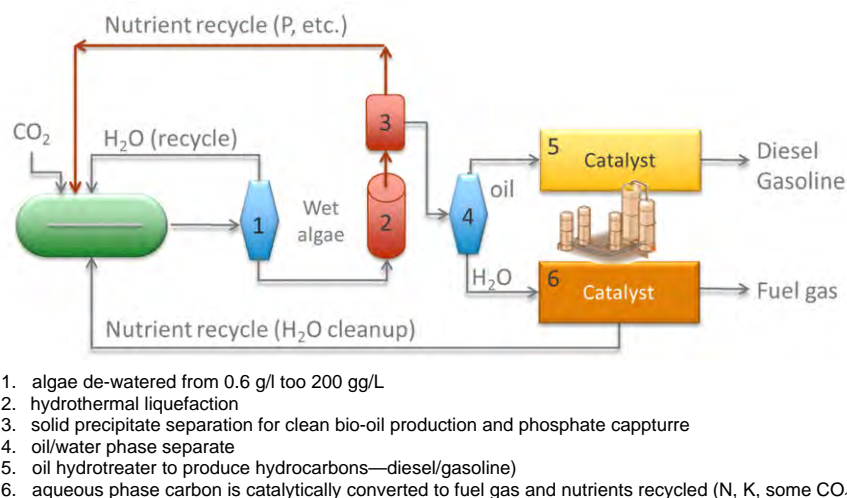 Nutrient recycle (P, etc.)
CO₂
H₂O (recycle)
3
5
Catalyst
Diesel
Gasoline
oil
Wet
algae
1
2
4
H₂O
6
Catalyst
Fuel gas
Nutrient recycle (H₂O cleanup)
1. algae de-watered from 0.6 g/l too 200 gg/L
2. hydrothermal liquefaction
3. solid precipitate separation for clean bio-oil production and phosphate cappturre
4. oil/water phase separate
5. oil hydrotreater to produce hydrocarbons—diesel/gasoline)
6. aqueous phase carbon is catalytically converted to fuel gas and nutrients recycled (N, K, some CO